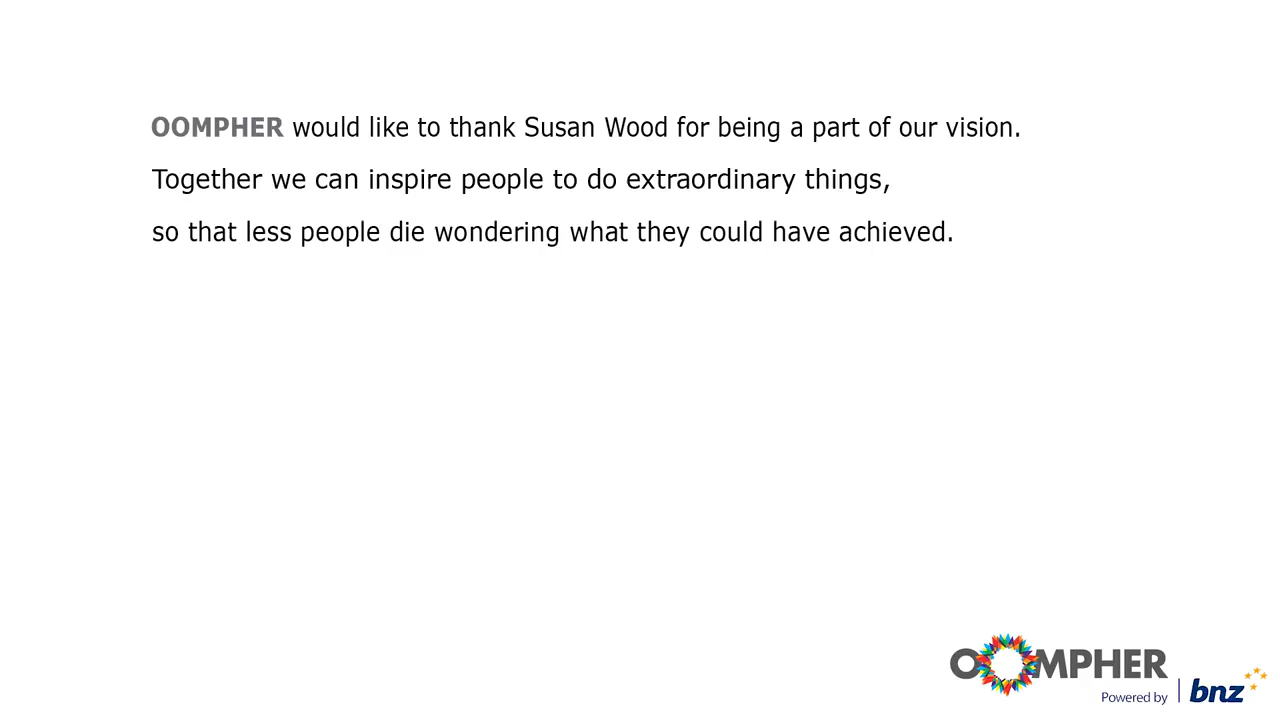 OOMPHER would like to thank Susan Wood for being a part of our vision.
Together we can inspire people to do extraordinary things,
so that less people die wondering what they could have achieved.
OOMPHER
Powered by bnz